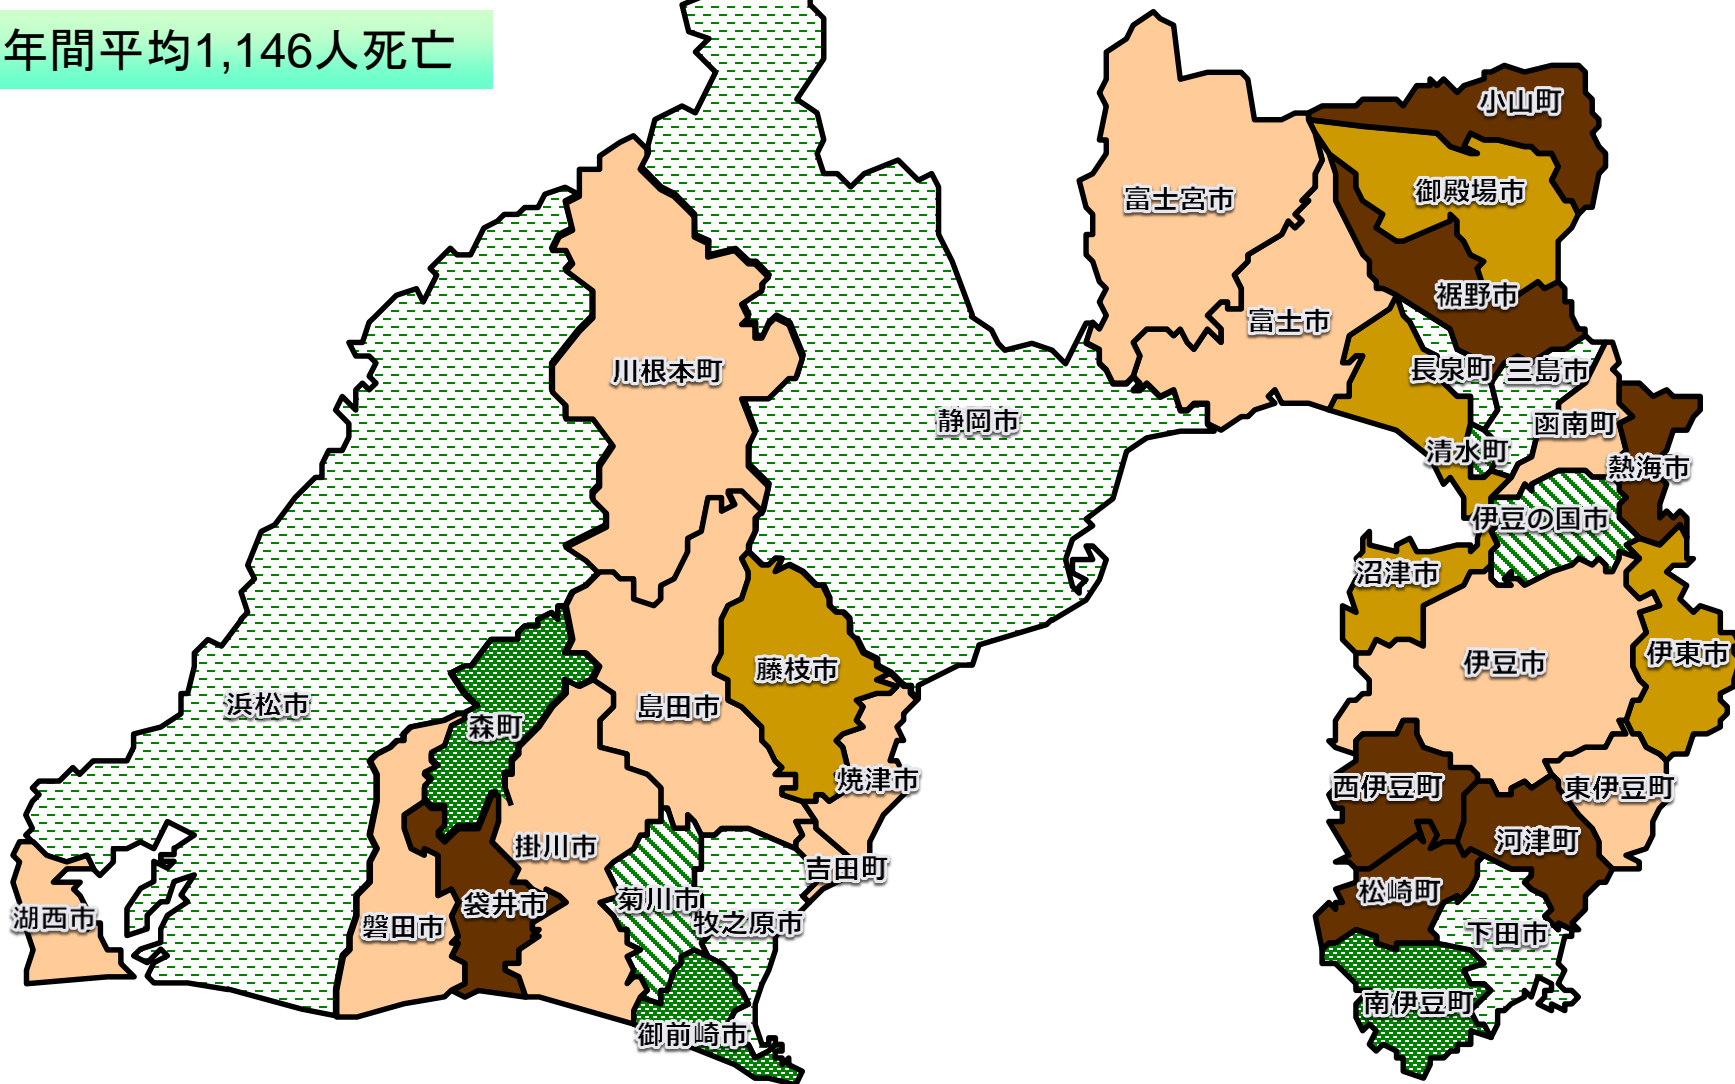 年間平均1,146人死亡
小山町
御殿場市
富士宮市
裾野市
富士市
川根本町
長泉町
三島市
静岡市
函南町
清水町
熱海市
伊豆の国市
沼津市
伊東市
伊豆市
藤枝市
浜松市
島田市
森町
焼津市
西伊豆町
東伊豆町
河津町
掛川市
吉田町
松崎町
菊川市
袋井市
湖西市
磐田市
牧之原市
下田市
南伊豆町
御前崎市